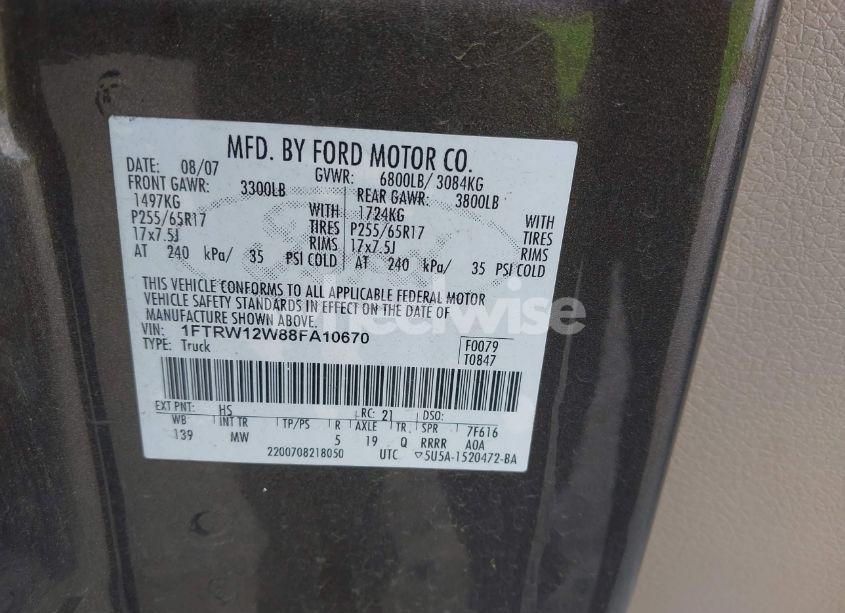 MFD. BY FORD MOTOR CO.
DATE: 08/07 GVWR: 6800LB/ 3084KG
FRONT GAWR: 3300LB REAR GAWR: 3800LB
1497KG WITH 1724KG WITH
P255/65R17 TIRES P255/65R17 TIRES
17x7.5J RIMS 17x7.5J RIMS
AT 240 kPa/ 35 PSI COLD AT 240 kPa/ 35 PSI COLD
THIS VEHICLE CONFORMS TO ALL APPLICABLE FEDERAL MOTOR
VEHICLE SAFETY STANDARDS IN EFFECT ON THE DATE OF
MANUFACTURE SHOWN ABOVE.
VIN: 1FTRW12W88FA10670 F0079
TYPE: Truck T0847
EXT PNT: HS RC: 21 DSO:
WB INT TR TP/PS R AXLE TR SPR 7F616
139 MW 5 19 Q RRRR AOA
2200708218050 UTC ▽5U5A-1520472-BA